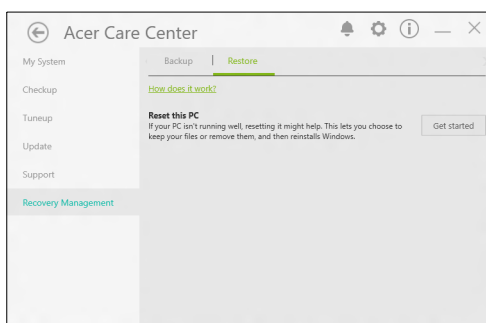 Acer Care Center
My System
Checkup
Tuneup
Update
Support
Recovery Management
Backup Restore
How does it work?
Reset this PC
If your PC isn't running well, resetting it might help. This lets you choose to
keep your files or remove them, and then reinstalls Windows.
Get started